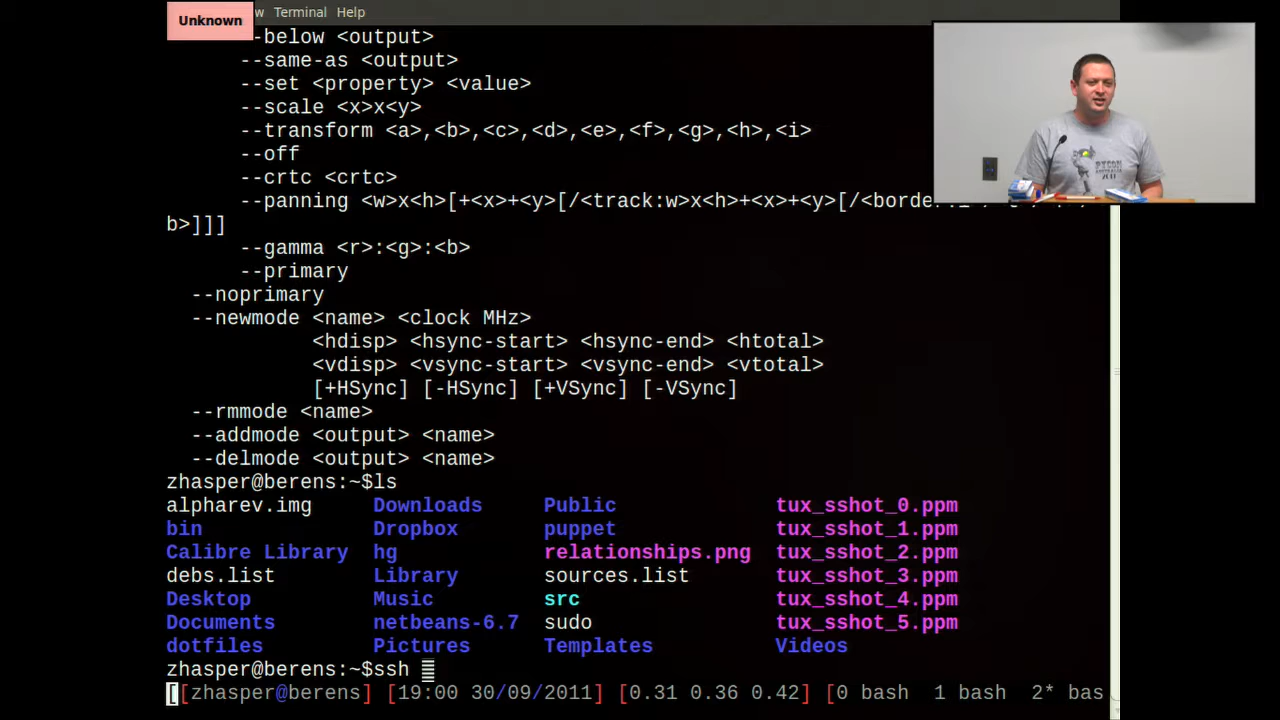 Unknown
w Terminal Help
-below <output>
--same-as <output>
--set <property> <value>
--scale <x>x<y>
--transform <a>,<b>,<c>,<d>,<e>,<f>,<g>,<h>,<i>
--off
--crtc <crtc>
--panning <w>x<h>[+<x>+<y>[/<track:w>x<h>+<x>+<y>[/<borde
b>]]]
--gamma <r>:<g>:<b>
--primary
--noprimary
--newmode <name> <clock MHz>
<hdisp> <hsync-start> <hsync-end> <htotal>
<vdisp> <vsync-start> <vsync-end> <vtotal>
[+HSync] [-HSync] [+VSync] [-VSync]
--rmmode <name>
--addmode <output> <name>
--delmode <output> <name>
zhasper@berens:~$ls
alpharev.img Downloads Public tux_sshot_0.ppm
bin Dropbox puppet tux_sshot_1.ppm
Calibre Library hg relationships.png tux_sshot_2.ppm
debs.list Library sources.list tux_sshot_3.ppm
Desktop Music src tux_sshot_4.ppm
Documents netbeans-6.7 sudo tux_sshot_5.ppm
dotfiles Pictures Templates Videos
zhasper@berens:~$ssh
[[zhasper@berens] [19:00 30/09/2011] [0.31 0.36 0.42] [0 bash 1 bash 2* bas
PYCON
AUSTRALIA